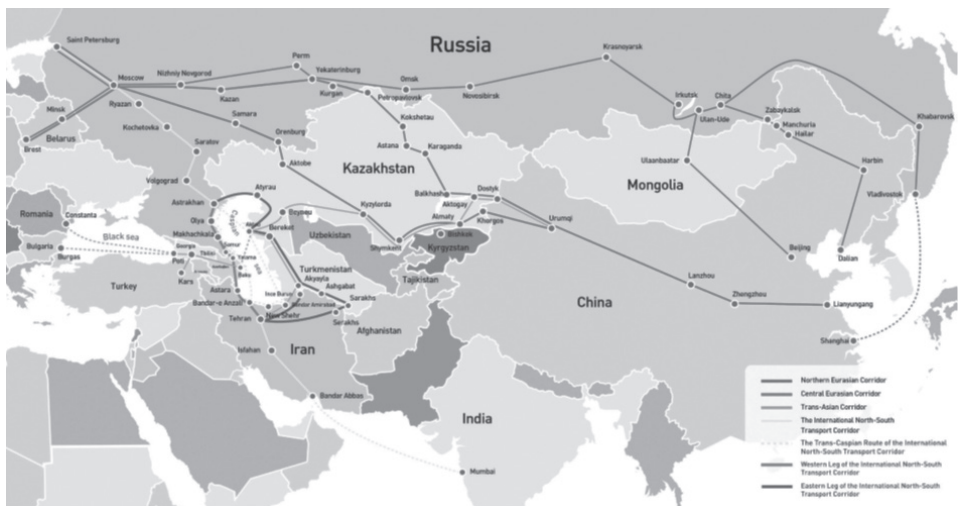 Saint Petersburg
Russia
Krasnoyarsk
Perm
Moscow
Nizhniy Novgorod
Yekaterinburg
Omsk
Kurgan
Petropavlovsk
Novosibirsk
Kazan
Irkutsk
Chita
Ulan-Ude
Zabaykalsk
Manchuria
Hailar
Khabarovsk
Minsk
Ryazan
Belarus
Brest
Kochetovka
Samara
Kokshetau
Orenburg
Saratov
Astana
Karaganda
Aktobe
Kazakhstan
Ulaanbaatar
Harbin
Mongolia
Vladivostok
Volgograd
Atyrau
Balkhash
Dostyk
Aktogay
Astrakhan
Romania
Constanta
Olya
Beyneu
Kyzylorda
Almaty
Khorgos
Urumqi
Makhachkala
Bereket
Bishkek
Black sea
Bulgaria
Burgas
Poti
Uzbekistan
Shymkent
Kyrgyzstan
Beijing
Dalian
Kars
Baku
Turkmenistan
Akyayla
Ashgabat
Tajikistan
Turkey
Astara
Lanzhou
Bandar-e Anzali
Sarakhs
Serakhs
Zhengzhou
Lianyungang
China
Tehran
Afghanistan
Isfahan
Iran
Shanghai
Bandar Abbas
India
Mumbai
Northern Eurasian Corridor
Central Eurasian Corridor
Trans-Asian Corridor
The International North-South
Transport Corridor
The Trans-Caspian Route of the International
North-South Transport Corridor
Western Leg of the International North-South
Transport Corridor
Eastern Leg of the International North-South
Transport Corridor